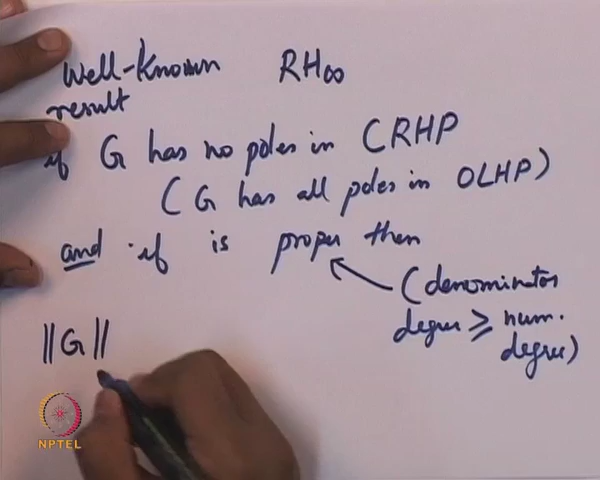 Well-Known RH∞
result
if G has no poles in CRHP
(G has all poles in OLHP)
and if is proper then
(denominator
degree ≥ num.
degree)
||G||
NPTEL